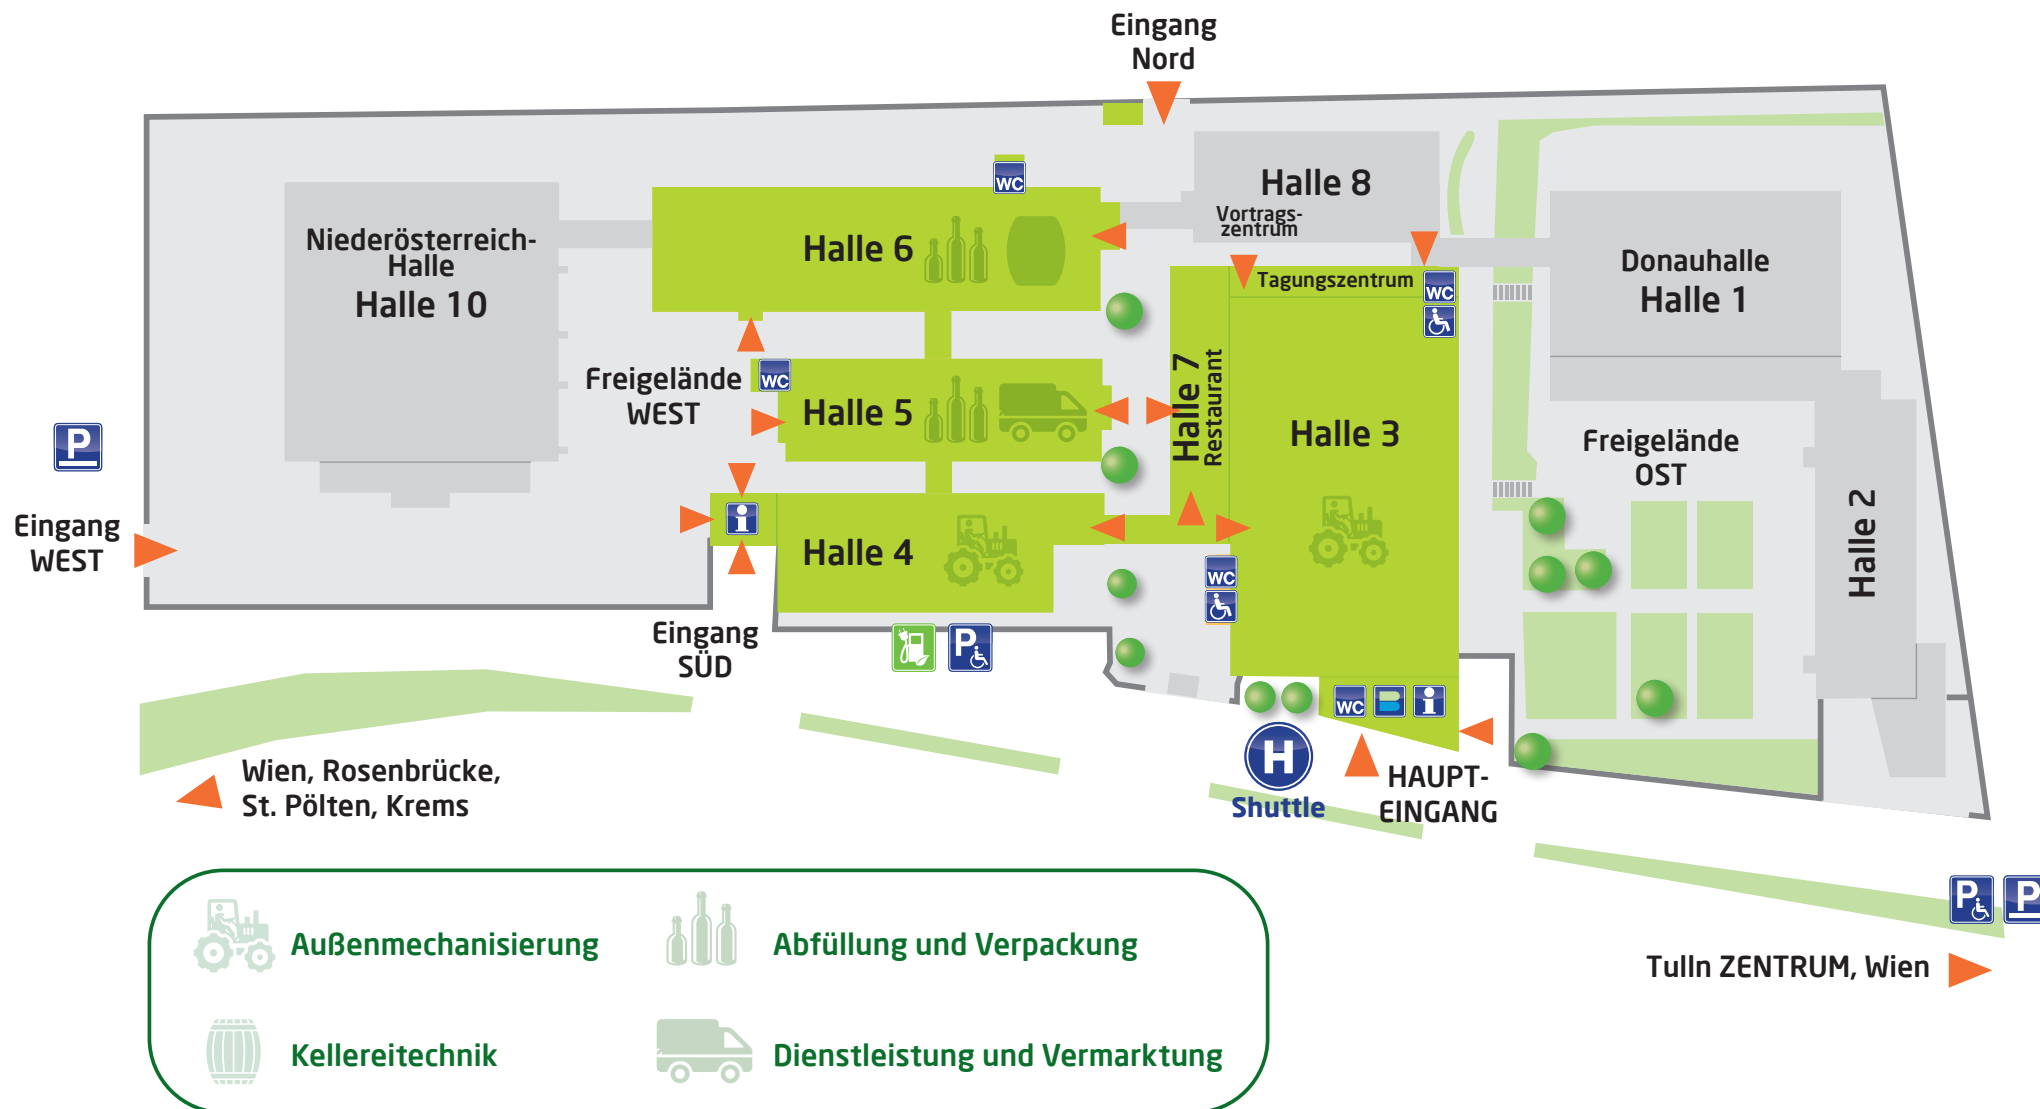 Eingang
Nord
Niederösterreich-
Halle
Halle 10
WC
Halle 6
Halle 8
Vortrags-
zentrum
Tagungszentrum
WC
Donauhalle
Halle 1
Freigelände
WEST
WC
Halle 5
Halle 7
Restaurant
Halle 3
Freigelände
OST
Halle 2
P
Eingang
WEST
i
Halle 4
WC
Eingang
SÜD
P
WC
B
i
H
Shuttle
HAUPT-
EINGANG
Wien, Rosenbrücke,
St. Pölten, Krems
P
P
Tulln ZENTRUM, Wien
Außenmechanisierung
Abfüllung und Verpackung
Kellereitechnik
Dienstleistung und Vermarktung